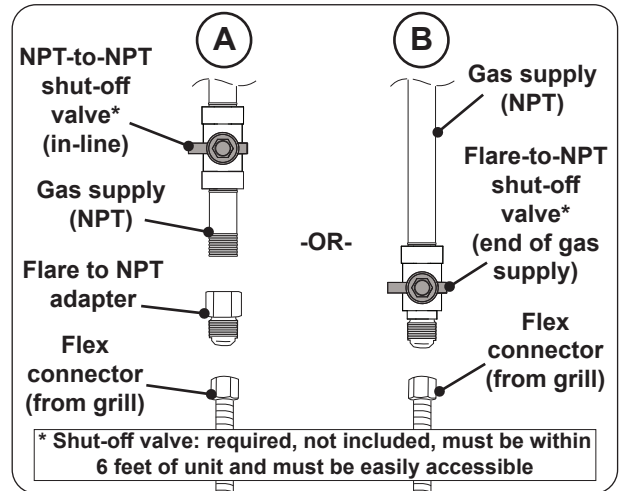 A
NPT-to-NPT
shut-off
valve*
(in-line)
Gas supply
(NPT)
Flare to NPT
adapter
Flex
connector
(from grill)
-OR-
B
Gas supply
(NPT)
Flare-to-NPT
shut-off
valve*
(end of gas
supply)
Flex
connector
(from grill)
* Shut-off valve: required, not included, must be within
6 feet of unit and must be easily accessible